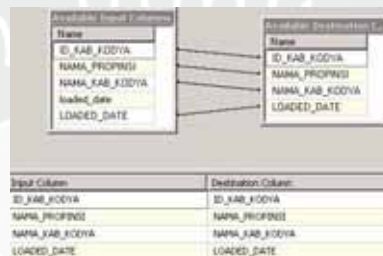 Available Input Columns
Name
ID_KAB_KODYA
NAMA_PROPINSI
NAMA_KAB_KODYA
loaded_date
LOADED_DATE
Available Destination C
Name
ID_KAB_KODYA
NAMA_PROPINSI
NAMA_KAB_KODYA
LOADED_DATE
Input Column Destination Column
ID_KAB_KODYA ID_KAB_KODYA
NAMA_PROPINSI NAMA_PROPINSI
NAMA_KAB_KODYA NAMA_KAB_KODYA
LOADED_DATE LOADED_DATE